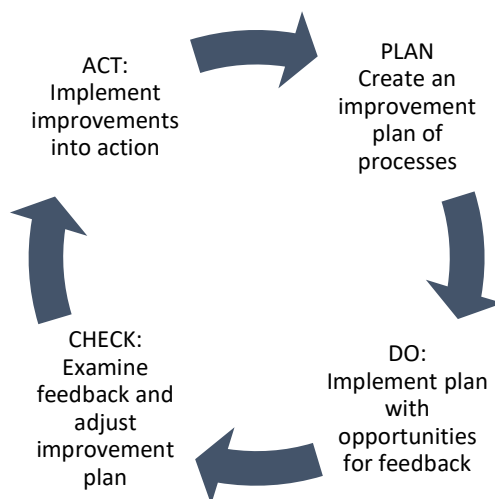 PLAN
Create an
improvement
plan of
processes
DO:
Implement plan
with
opportunities
for feedback
CHECK:
Examine
feedback and
adjust
improvement
plan
ACT:
Implement
improvements
into action